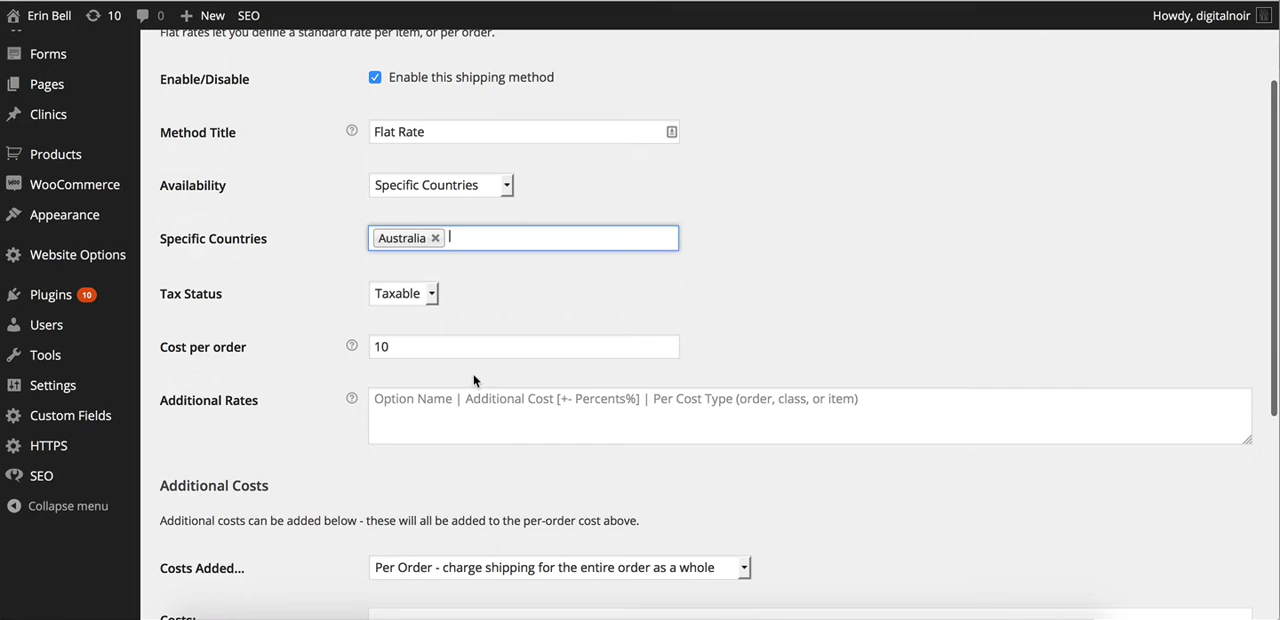 Erin Bell 10 0 New SEO Howdy, digitalnoir
Flat rates let you define a standard rate per item, or per order.
Forms
Pages
Clinics
Products
WooCommerce
Appearance
Website Options
Plugins 10
Users
Tools
Settings
Custom Fields
HTTPS
SEO
Collapse menu
Enable/Disable Enable this shipping method
Method Title Flat Rate
Availability Specific Countries
Specific Countries Australia
Tax Status Taxable
Cost per order 10
Additional Rates Option Name | Additional Cost [+- Percents%] | Per Cost Type (order, class, or item)
Additional Costs
Additional costs can be added below - these will all be added to the per-order cost above.
Costs Added... Per Order - charge shipping for the entire order as a whole
Costs: